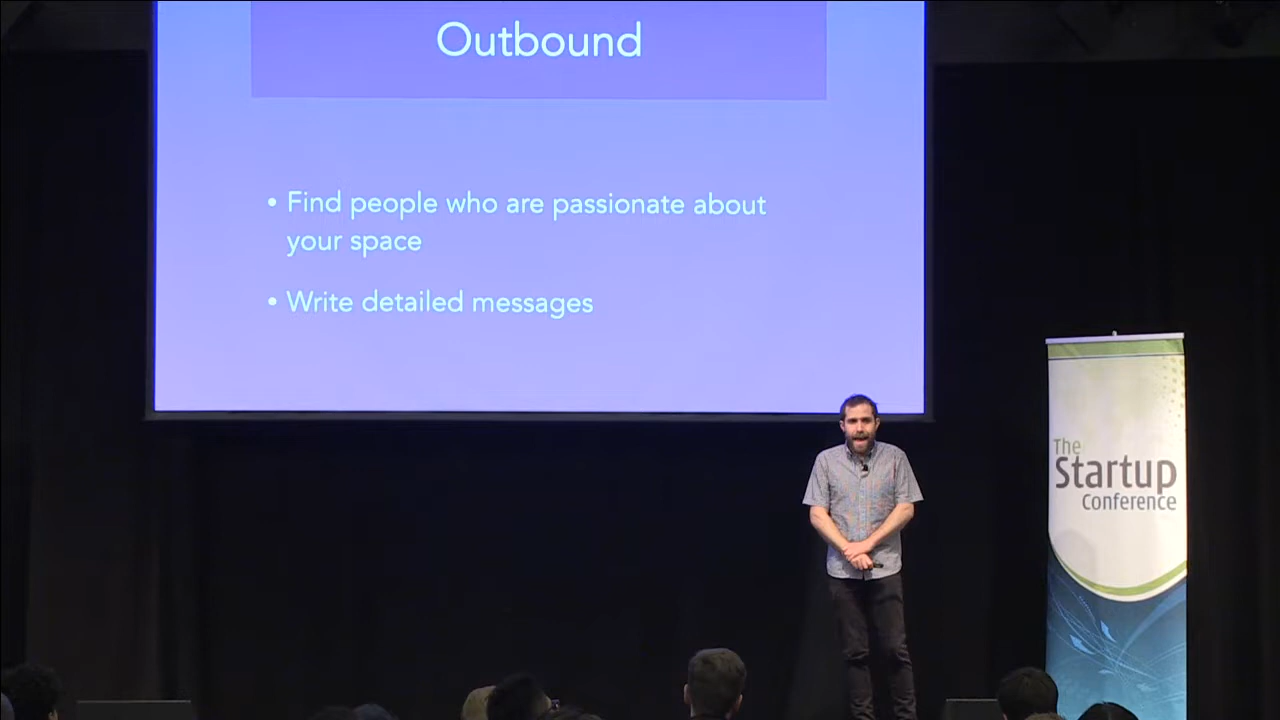 Outbound
• Find people who are passionate about
your space
• Write detailed messages
The
Startup
Conference